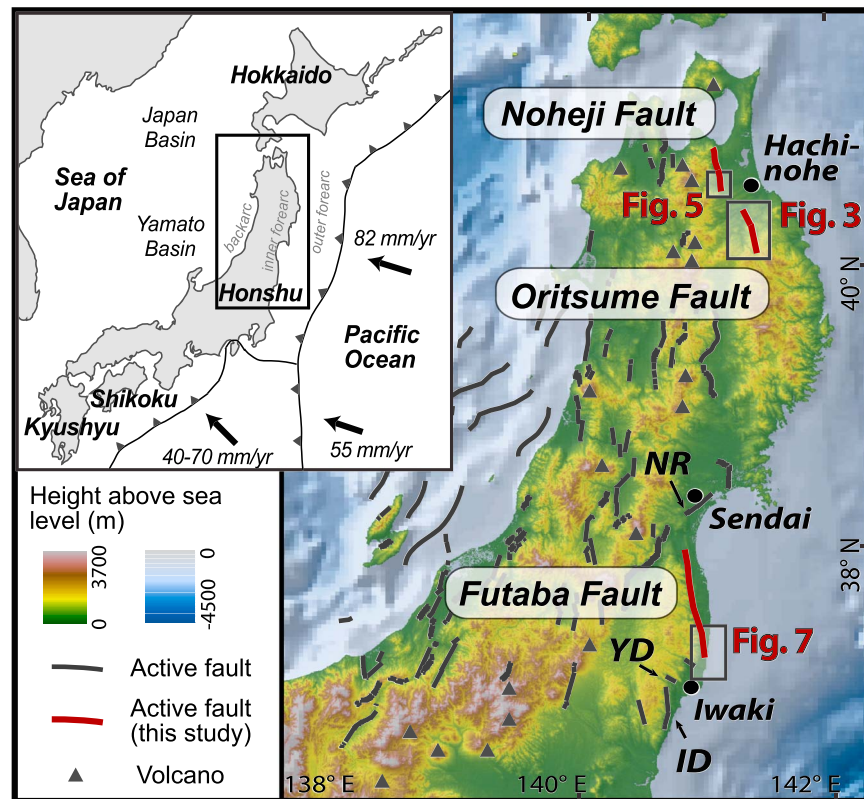 Hokkaido
Japan
Basin
Sea of
Japan
Yamato
Basin
backarc
inner forearc
outer forearc
82 mm/yr
Honshu
Pacific
Ocean
Shikoku
Kyushyu
40-70 mm/yr
55 mm/yr
Noheji Fault
Hachi-
nohe
Fig. 5
Fig. 3
40° N
Oritsume Fault
NR
Sendai
38° N
Futaba Fault
Fig. 7
YD
Iwaki
ID
138° E
140° E
142° E
Height above sea
level (m)
3700
0
0
-4500
Active fault
Active fault
(this study)
Volcano